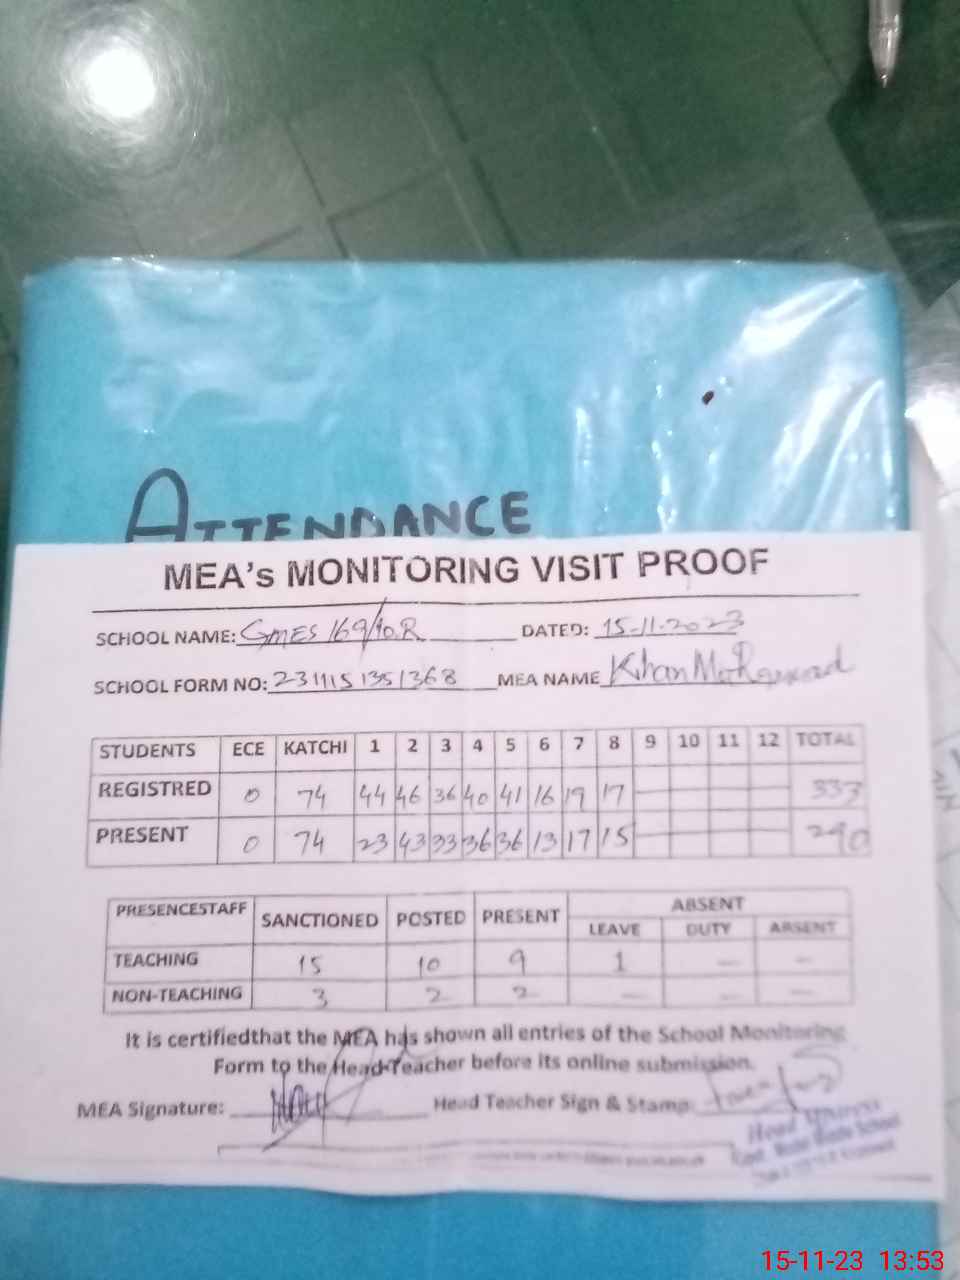 ATTENDANCE
MEA's MONITORING VISIT PROOF
SCHOOL NAME: GMES 169/10.R DATED: 15-11-2023
SCHOOL FORM NO: 2311151351368 MEA NAME Khan Mohammad
STUDENTS ECE KATCHI 1 2 3 4 5 6 7 8 9 10 11 12 TOTAL
REGISTRED 0 74 44 46 36 40 41 16 19 17 333
PRESENT 0 74 23 43 33 36 36 13 17 15 290
PRESENCESTAFF SANCTIONED POSTED PRESENT ABSENT
LEAVE DUTY ABSENT
TEACHING 15 10 9 1 — —
NON-TEACHING 3 2 2 — — —
It is certifiedthat the MEA has shown all entries of the School Monitoring
Form to the Head Teacher before its online submission.
MEA Signature: Head Teacher Sign & Stamp:
Head Mistress
School
15-11-23 13:53